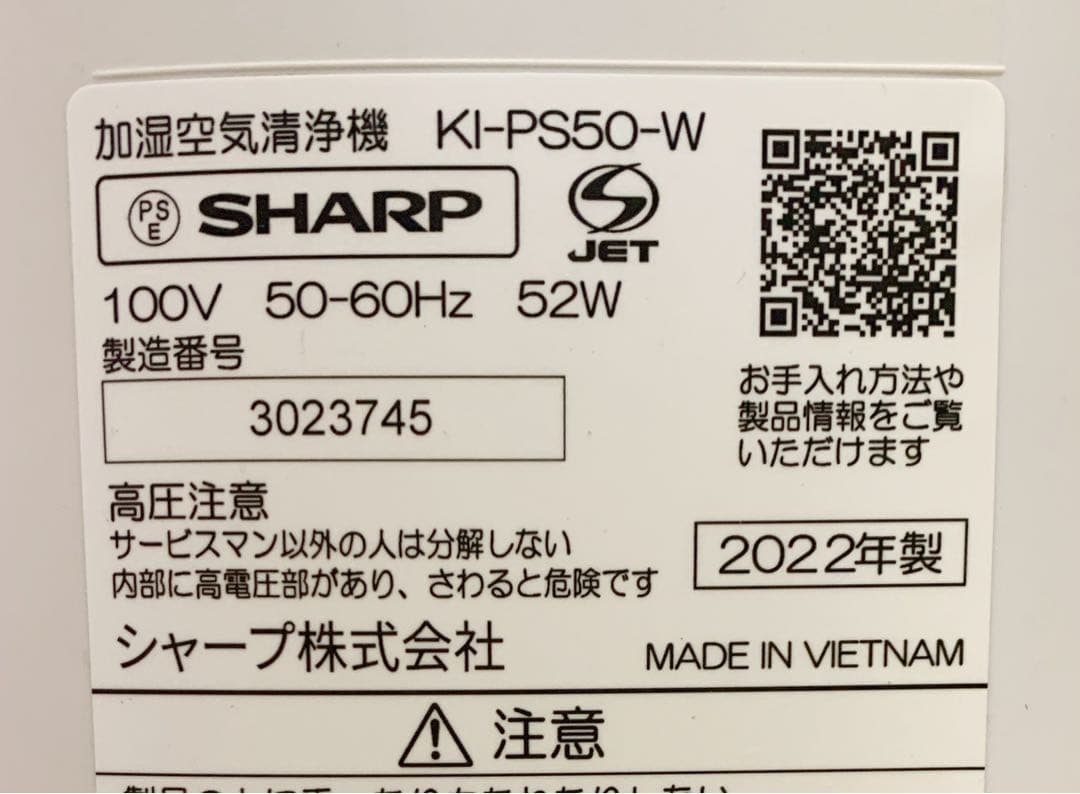 加湿空気清浄機 KI-PS50-W
PS
E
SHARP
JET
100V 50-60Hz 52W
製造番号
3023745
お手入れ方法や
製品情報をご覧
いただけます
高圧注意
サービスマン以外の人は分解しない
内部に高電圧部があり、さわると危険です
2022年製
シャープ株式会社
MADE IN VIETNAM
注意